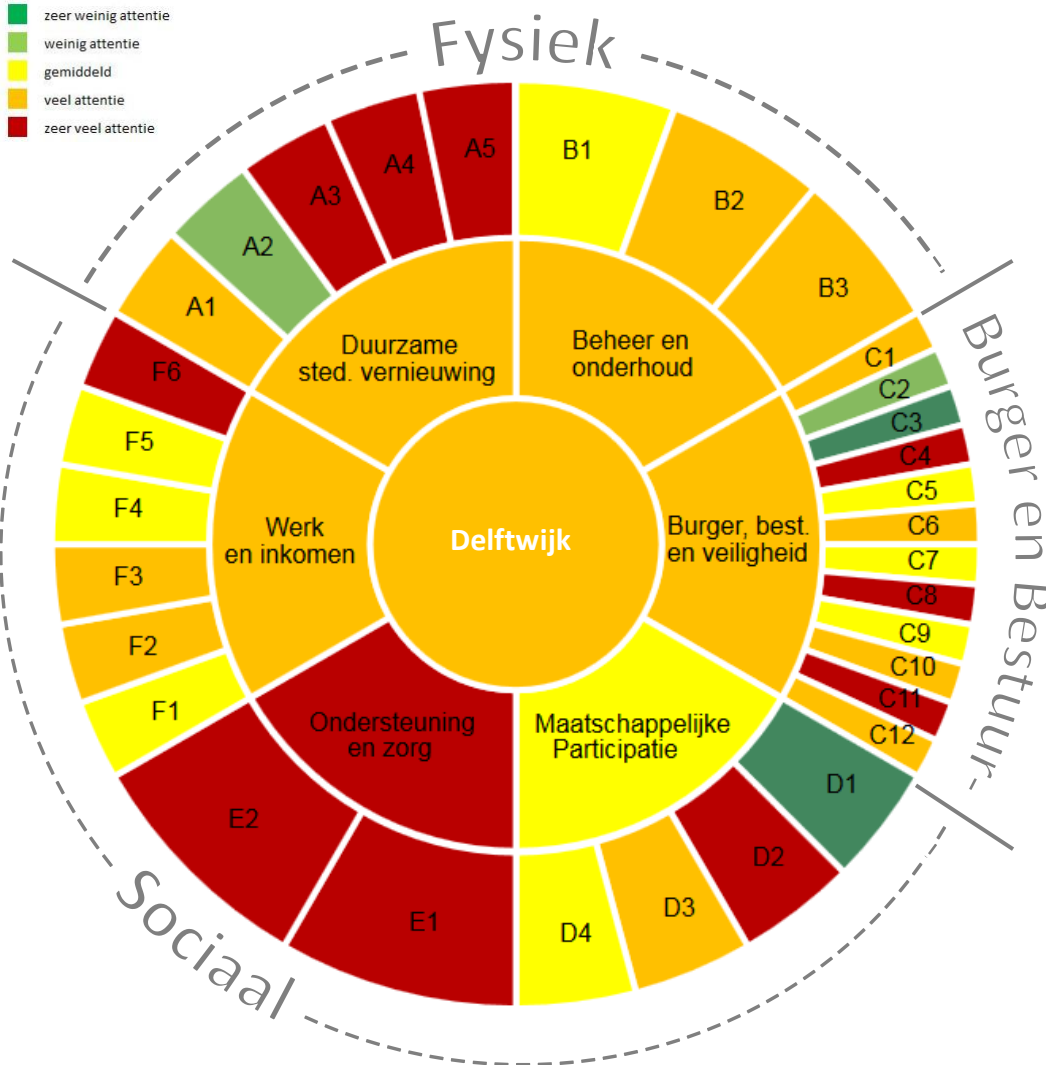 zeer weinig attentie
weinig attentie
gemiddeld
veel attentie
zeer veel attentie
Fysiek
Burger en Bestuur
Sociaal
A1
A2
A3
A4
A5
B1
B2
B3
C1
C2
C3
C4
C5
C6
C7
C8
C9
C10
C11
C12
D1
D2
D3
D4
E1
E2
F1
F2
F3
F4
F5
F6
Duurzame
sted. vernieuwing
Beheer en
onderhoud
Burger, best.
en veiligheid
Maatschappelijke
Participatie
Ondersteuning
en zorg
Werk
en inkomen
Delftwijk